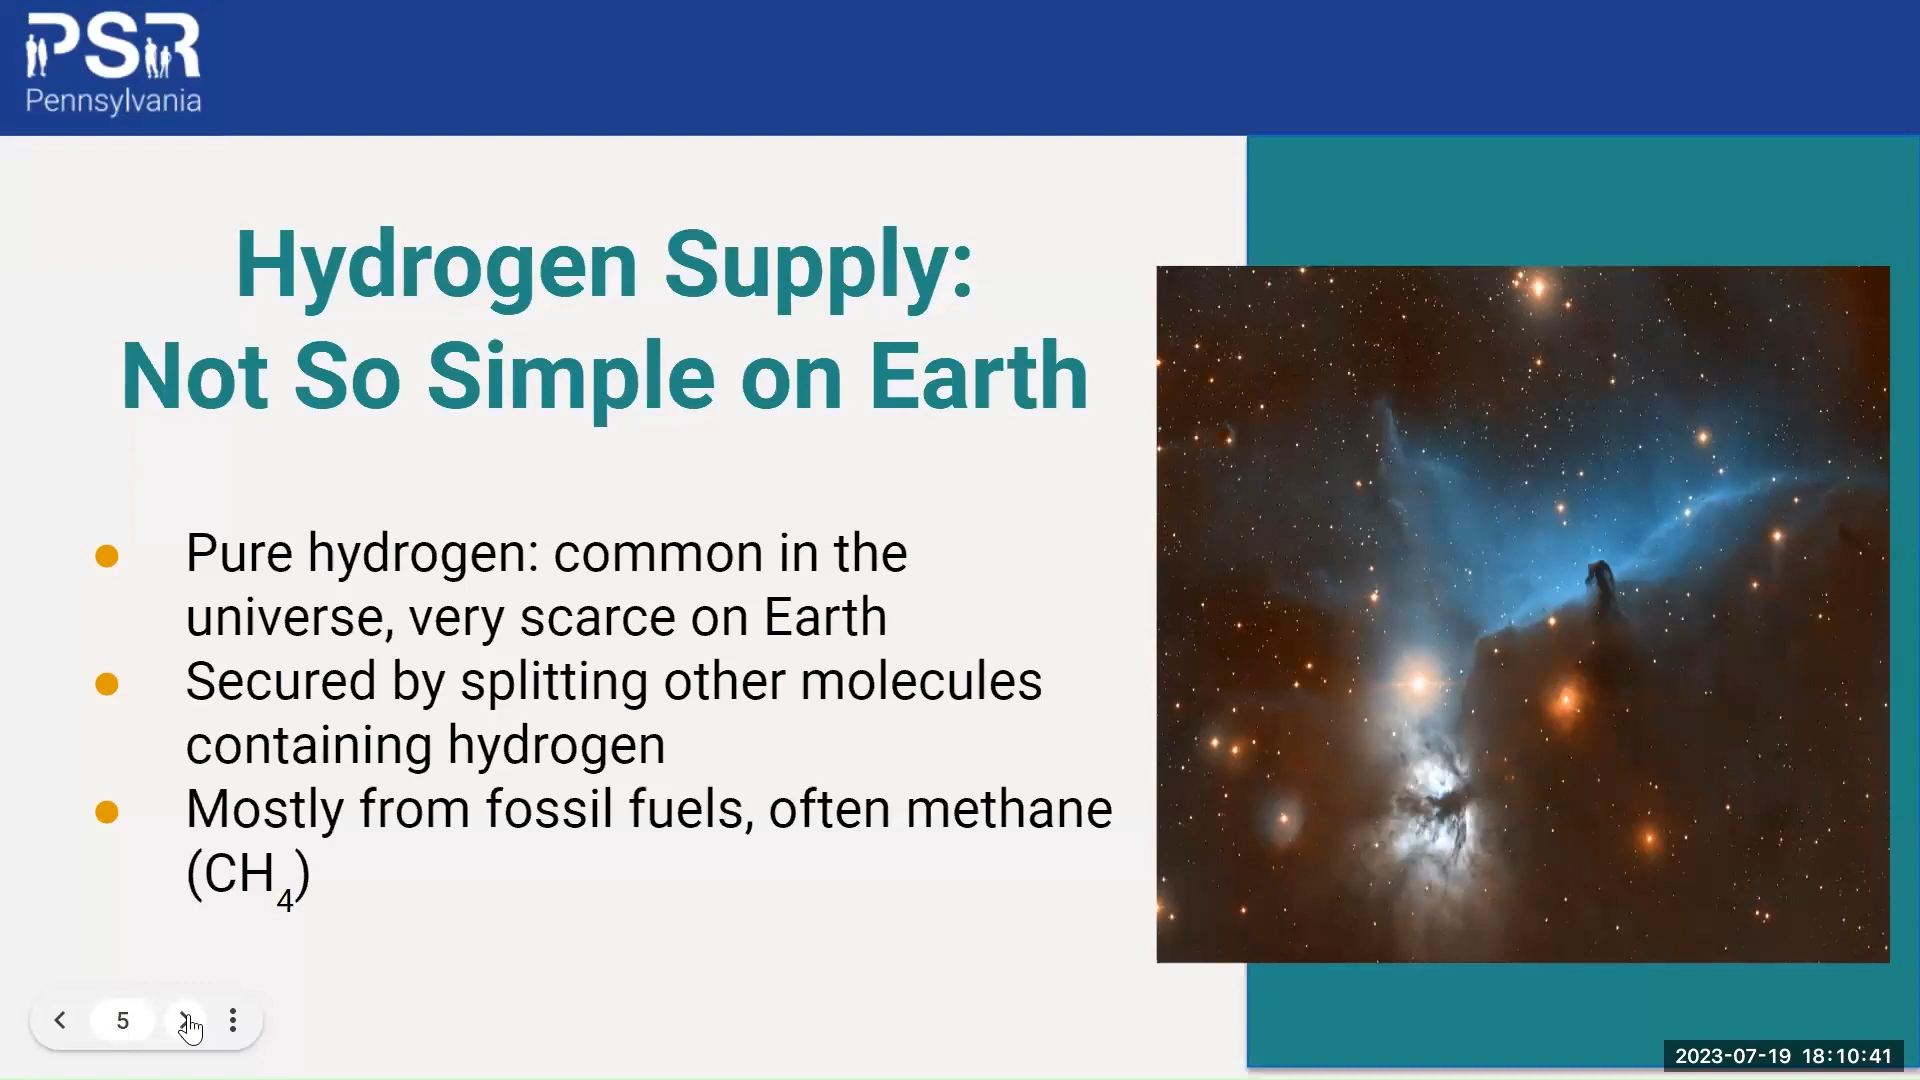 PSR
Pennsylvania
Hydrogen Supply:
Not So Simple on Earth
● Pure hydrogen: common in the
universe, very scarce on Earth
● Secured by splitting other molecules
containing hydrogen
● Mostly from fossil fuels, often methane
(CH₄)
5
2023-07-19 18:10:41